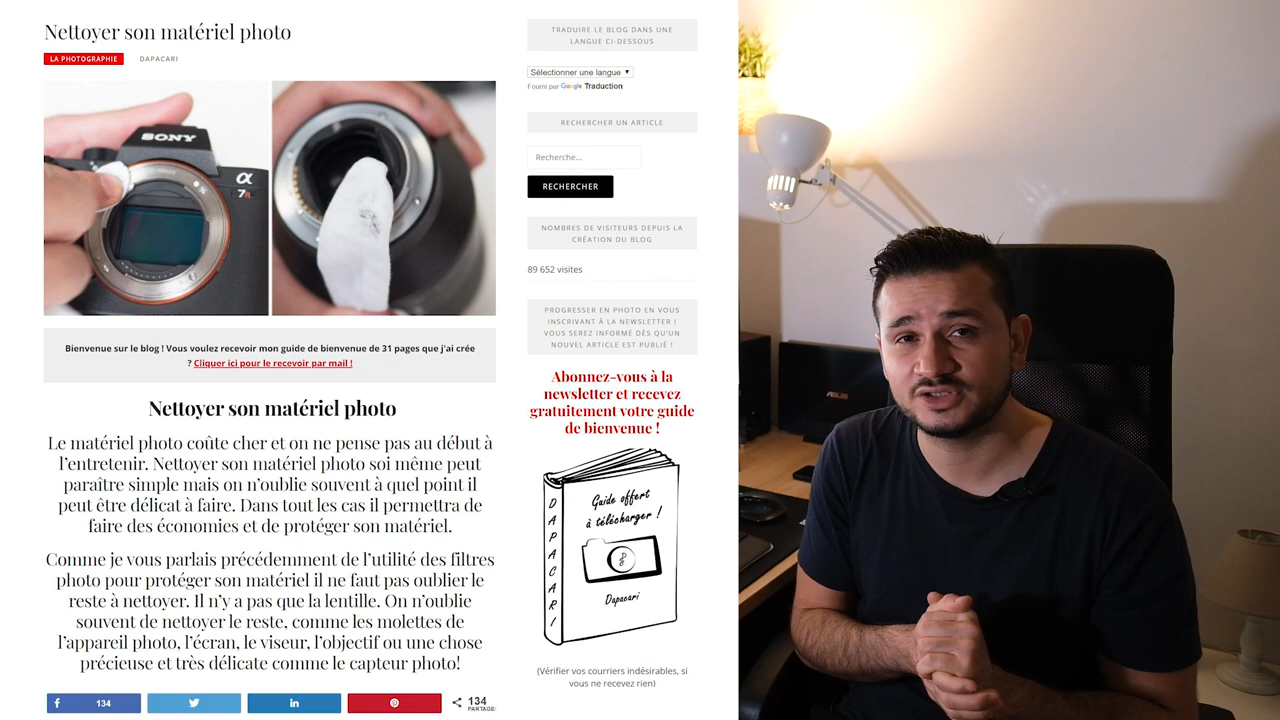 Nettoyer son matériel photo
LA PHOTOGRAPHIE DAPACARI
SONY
α
7R
Bienvenue sur le blog ! Vous voulez recevoir mon guide de bienvenue de 31 pages que j'ai crée
? Cliquer ici pour le recevoir par mail !
Nettoyer son matériel photo
Le matériel photo coûte cher et on ne pense pas au début à
l'entretenir. Nettoyer son matériel photo soi même peut
paraître simple mais on n'oublie souvent à quel point il
peut être délicat à faire. Dans tout les cas il permettra de
faire des économies et de protéger son matériel.
Comme je vous parlais précédemment de l'utilité des filtres
photo pour protéger son matériel il ne faut pas oublier le
reste à nettoyer. Il n'y a pas que la lentille. On n'oublie
souvent de nettoyer le reste, comme les molettes de
l'appareil photo, l'écran, le viseur, l'objectif ou une chose
précieuse et très délicate comme le capteur photo!
134
134
PARTAGES
TRADUIRE LE BLOG DANS UNE
LANGUE CI-DESSOUS
Sélectionner une langue ▼
Fourni par Google Traduction
RECHERCHER UN ARTICLE
Recherche...
RECHERCHER
NOMBRES DE VISITEURS DEPUIS LA
CRÉATION DU BLOG
89 652 visites
PROGRESSER EN PHOTO EN VOUS
INSCRIVANT À LA NEWSLETTER !
VOUS SEREZ INFORMÉ DÈS QU'UN
NOUVEL ARTICLE EST PUBLIÉ !
Abonnez-vous à la
newsletter et recevez
gratuitement votre guide
de bienvenue !
DAPACARI
Guide offert
à télécharger !
Dapacari
(Vérifier vos courriers indésirables, si
vous ne recevez rien)
ASUS